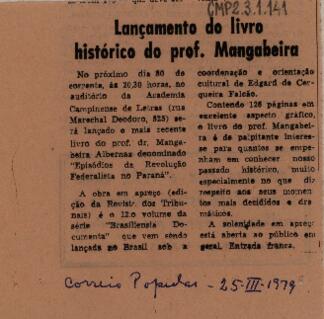 CMP2.3.1.141
Lançamento do livro
histórico do prof. Mangabeira
No próximo dia 30 de
corrente, às 20,30 horas, no
auditório da Academia
Campinense de Letras (rua
Marechal Deodoro, 525) será
lançado o mais recente
livro do prof. dr. Manga-
beira Albernaz denominado
"Episódios da Revolução
Federalista no Paraná".
A obra em apreço (edi-
ção da Revista dos Tribu-
nais) é o 12.o volume da
série "Brasiliensia Do-
cumenta" que vem sendo
lançada no Brasil sob a
coordenação e orientação
cultural de Edgard de Cer-
queira Falcão.
Contendo 126 páginas em
excelente aspecto gráfico,
o livro do prof. Mangabei-
ra é de palpitante interes-
se para quantos se empe-
nham em conhecer nosso
passado histórico, muito
especialmente no que diz
respeito aos seus momentos
mais decididos e dra-
máticos.
A solenidade em apreço
está aberta ao público em
geral. Entrada franca.
Correio Popular - 25-III-1979